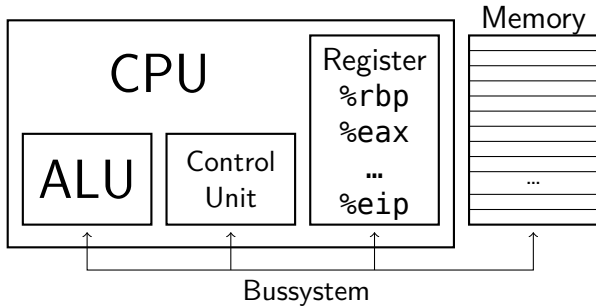 Memory
CPU
Register
%rbp
%eax
…
%eip
ALU
Control
Unit
...
Bussystem